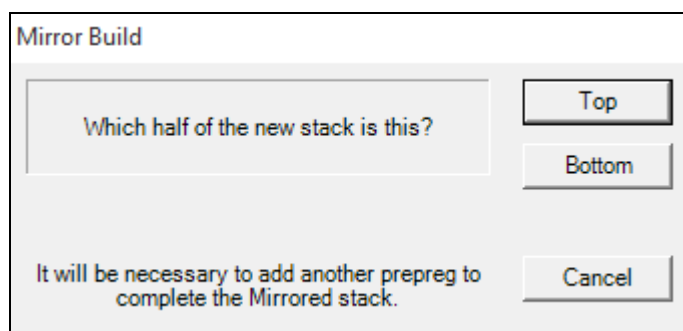 Mirror Build
Which half of the new stack is this?
Top
Bottom
It will be necessary to add another prepreg to
complete the Mirrored stack.
Cancel